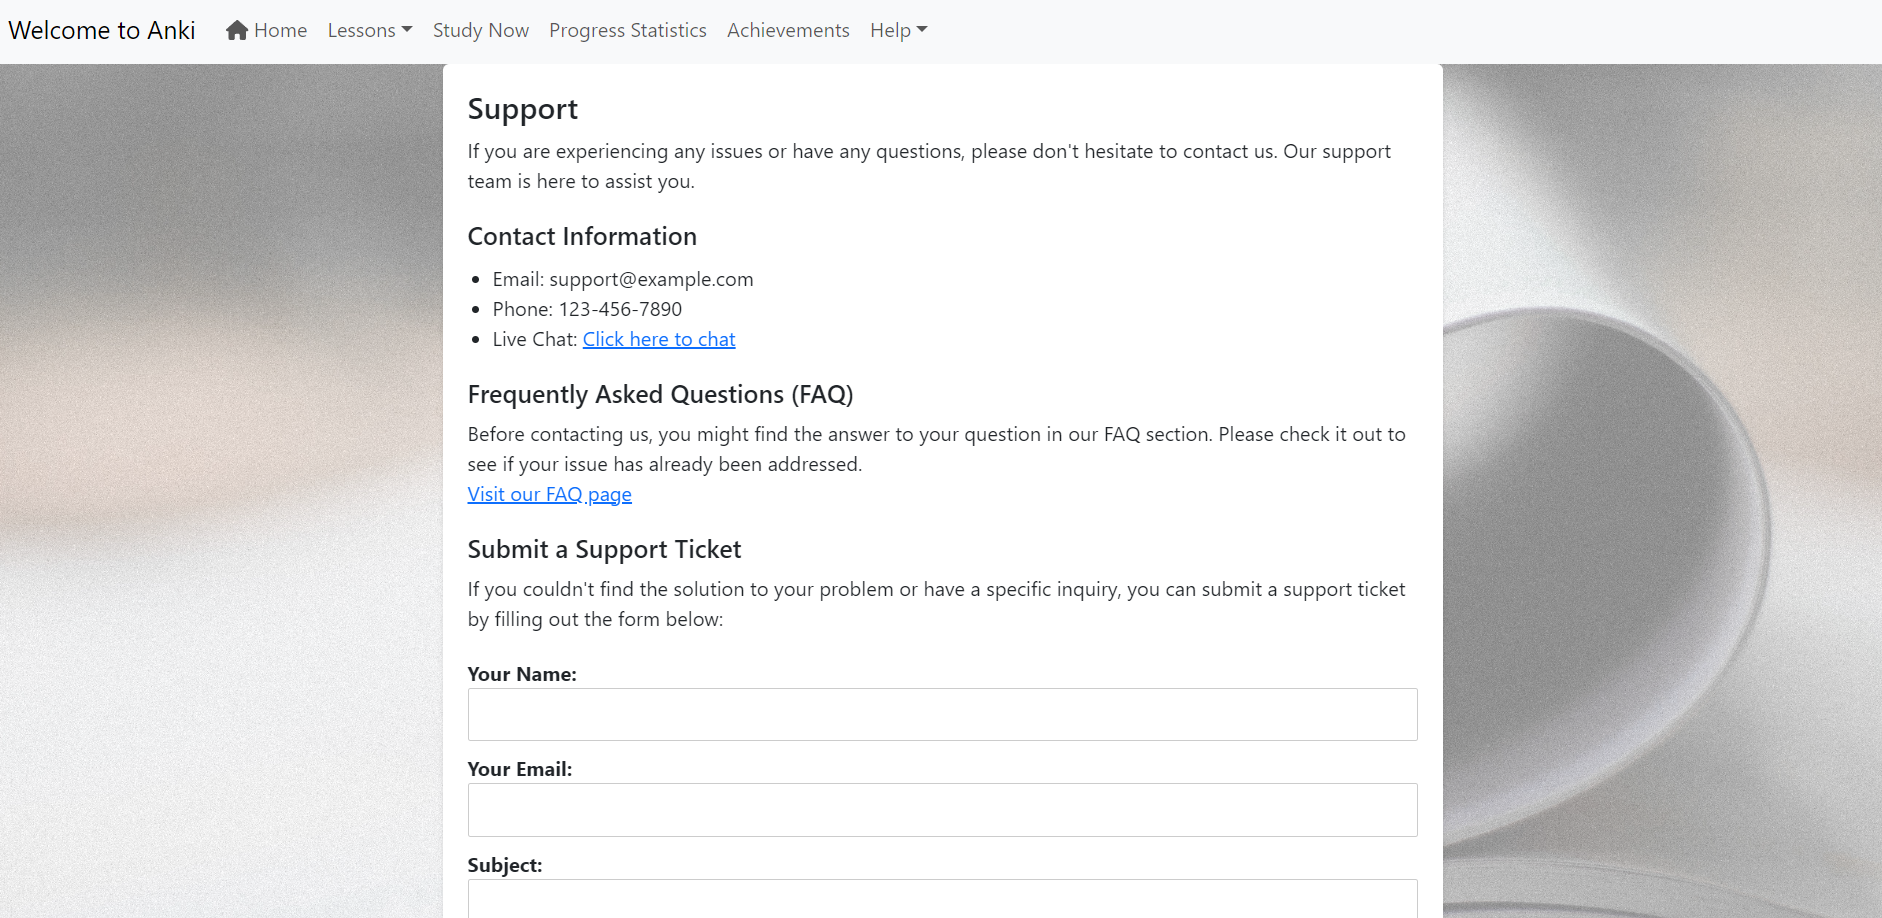 Welcome to Anki Home Lessons Study Now Progress Statistics Achievements Help
Support
If you are experiencing any issues or have any questions, please don't hesitate to contact us. Our support
team is here to assist you.
Contact Information
• Email: support@example.com
• Phone: 123-456-7890
• Live Chat: Click here to chat
Frequently Asked Questions (FAQ)
Before contacting us, you might find the answer to your question in our FAQ section. Please check it out to
see if your issue has already been addressed.
Visit our FAQ page
Submit a Support Ticket
If you couldn't find the solution to your problem or have a specific inquiry, you can submit a support ticket
by filling out the form below:
Your Name:
Your Email:
Subject: